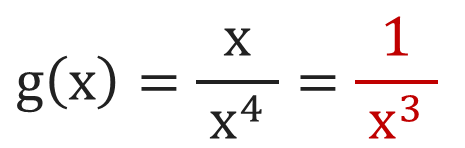 g(x) = x/x⁴ = 1/x³